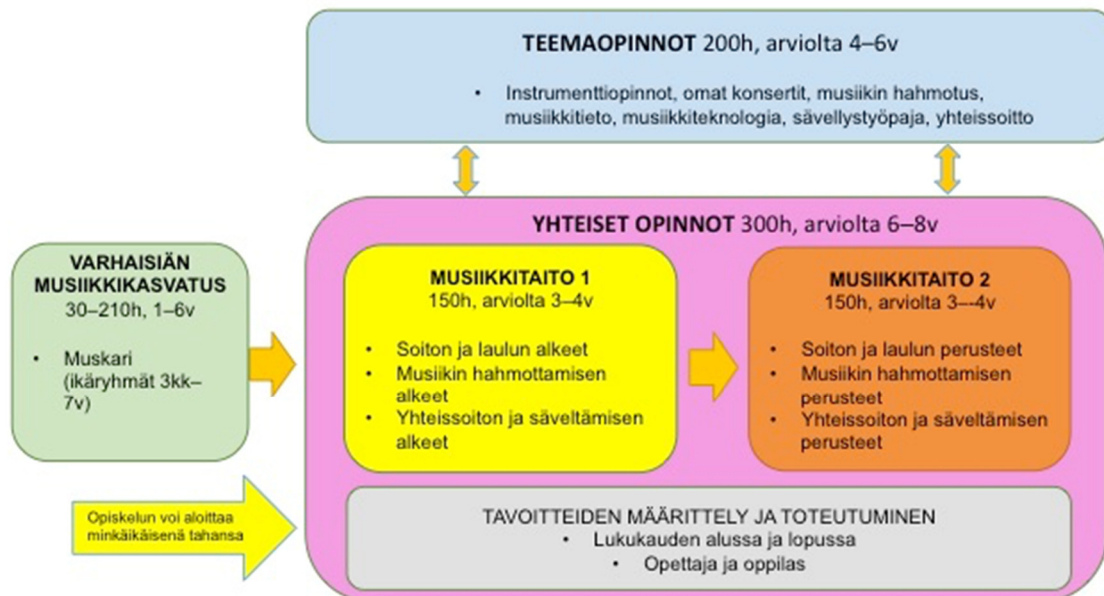 TEEMAOPINNOT 200h, arviolta 4–6v
• Instrumenttiopinnot, omat konsertit, musiikin hahmotus,
musiikkitieto, musiikkiteknologia, sävellystyöpaja, yhteissoitto
YHTEISET OPINNOT 300h, arviolta 6–8v
VARHAISIÄN
MUSIIKKIKASVATUS
30–210h, 1–6v
• Muskari
(ikäryhmät 3kk–
7v)
MUSIIKKITAITO 1
150h, arviolta 3–4v
• Soiton ja laulun alkeet
• Musiikin hahmottamisen
alkeet
• Yhteissoiton ja säveltämisen
alkeet
MUSIIKKITAITO 2
150h, arviolta 3–-4v
• Soiton ja laulun perusteet
• Musiikin hahmottamisen
perusteet
• Yhteissoiton ja säveltämisen
perusteet
Opiskelun voi aloittaa
minkäikäisenä tahansa
TAVOITTEIDEN MÄÄRITTELY JA TOTEUTUMINEN
• Lukukauden alussa ja lopussa
• Opettaja ja oppilas